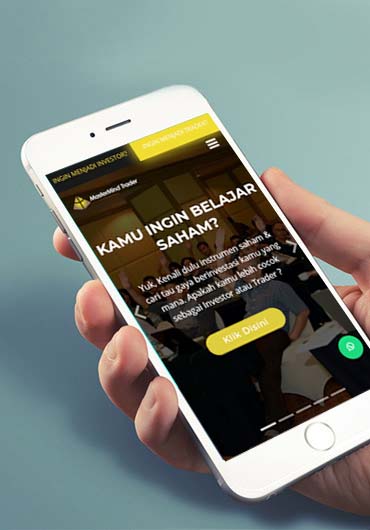 INGIN MENJADI INVESTOR?
INGIN MENJADI TRADER?
MasterMind Trader
KAMU INGIN BELAJAR
SAHAM?
Yuk, Kenali dulu instrumen saham &
cari tau gaya berinvestasi kamu yang
mana. Apakah kamu lebih cocok
sebagai Investor atau Trader ?
Klik Disini